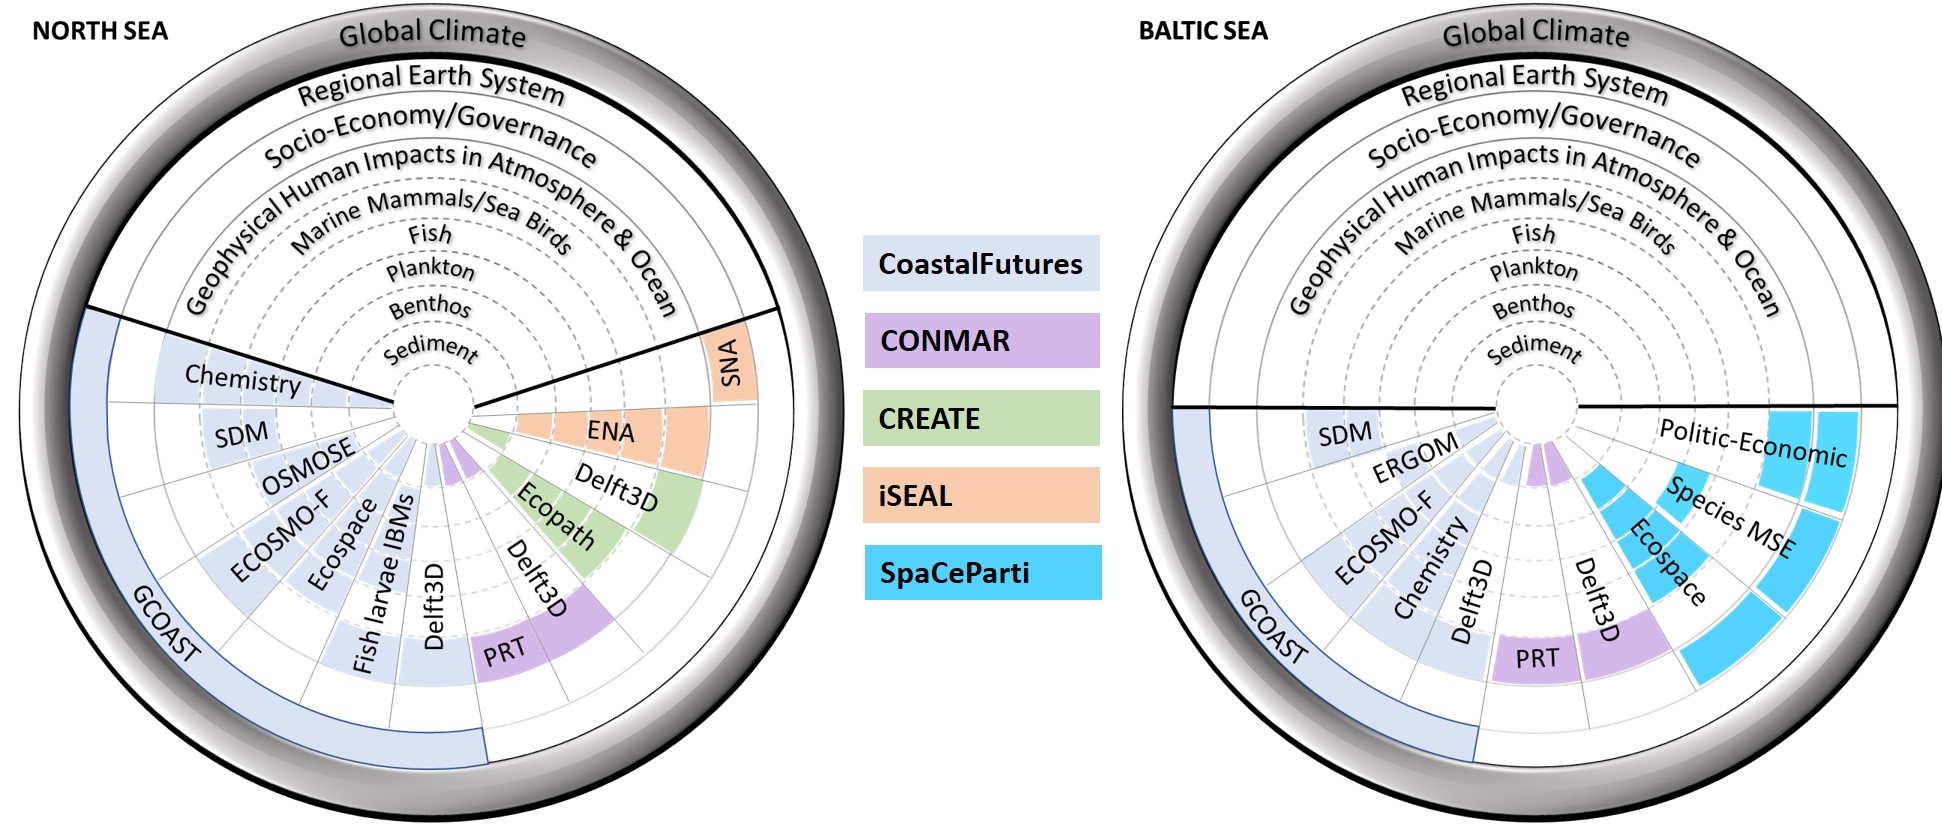 NORTH SEA
Global Climate
Regional Earth System
Socio-Economy/Governance
Geophysical Human Impacts in Atmosphere & Ocean
Marine Mammals/Sea Birds
Fish
Plankton
Benthos
Sediment
Chemistry
SDM
OSMOSE
ECOSMO-F
Ecospace
Fish larvae IBMs
Delft3D
PRT
Delft3D
Ecopath
Delft3D
ENA
SNA
GCOAST
CoastalFutures
CONMAR
CREATE
iSEAL
SpaCeParti
BALTIC SEA
Global Climate
Regional Earth System
Socio-Economy/Governance
Geophysical Human Impacts in Atmosphere & Ocean
Marine Mammals/Sea Birds
Fish
Plankton
Benthos
Sediment
SDM
ERGOM
ECOSMO-F
Chemistry
Delft3D
PRT
Delft3D
Ecospace
Species MSE
Politic-Economic
GCOAST